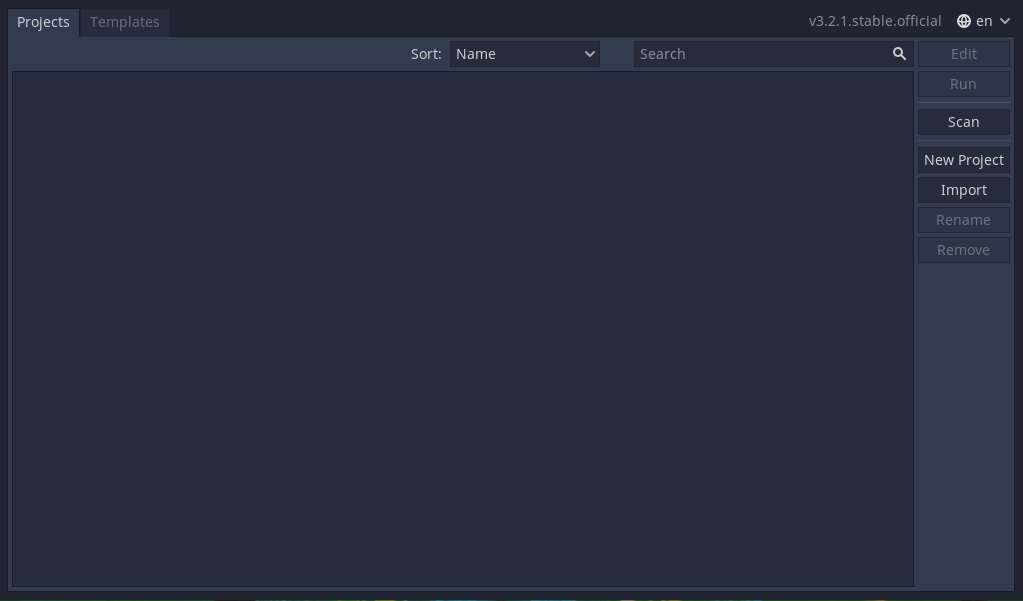 Projects Templates v3.2.1.stable.official en
Sort: Name Search Edit
Run
Scan
New Project
Import
Rename
Remove